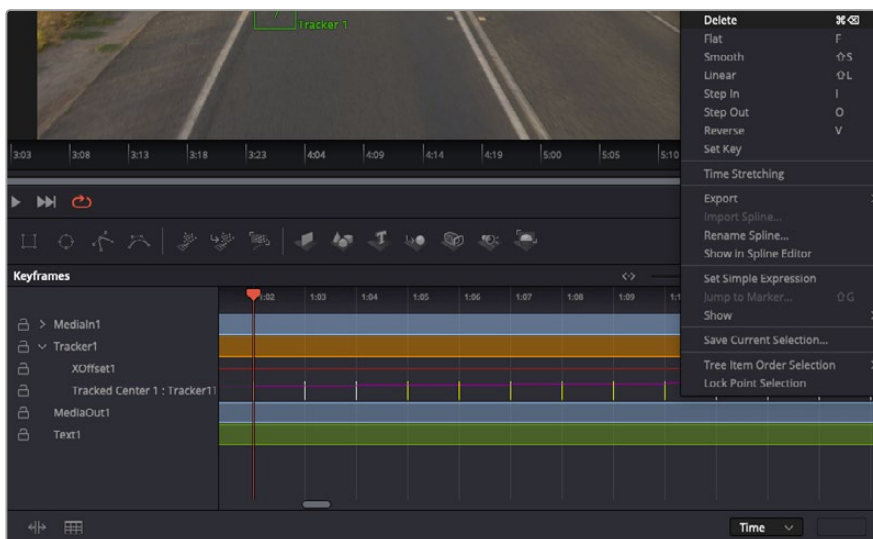 Tracker 1
3:03 3:08 3:13 3:18 3:23 4:04 4:09 4:14 4:19 5:00 5:05 5:10
Delete ⌘⌫
Flat F
Smooth ⇧S
Linear ⇧L
Step In I
Step Out O
Reverse V
Set Key
Time Stretching
Export
Import Spline...
Rename Spline...
Show in Spline Editor
Set Simple Expression
Jump to Marker... ⇧G
Show
Save Current Selection...
Tree Item Order Selection
Lock Point Selection
Keyframes
1:02 1:03 1:04 1:05 1:06 1:07 1:08 1:09
MediaIn1
Tracker1
XOffset1
Tracked Center 1 : Tracker1
MediaOut1
Text1
Time